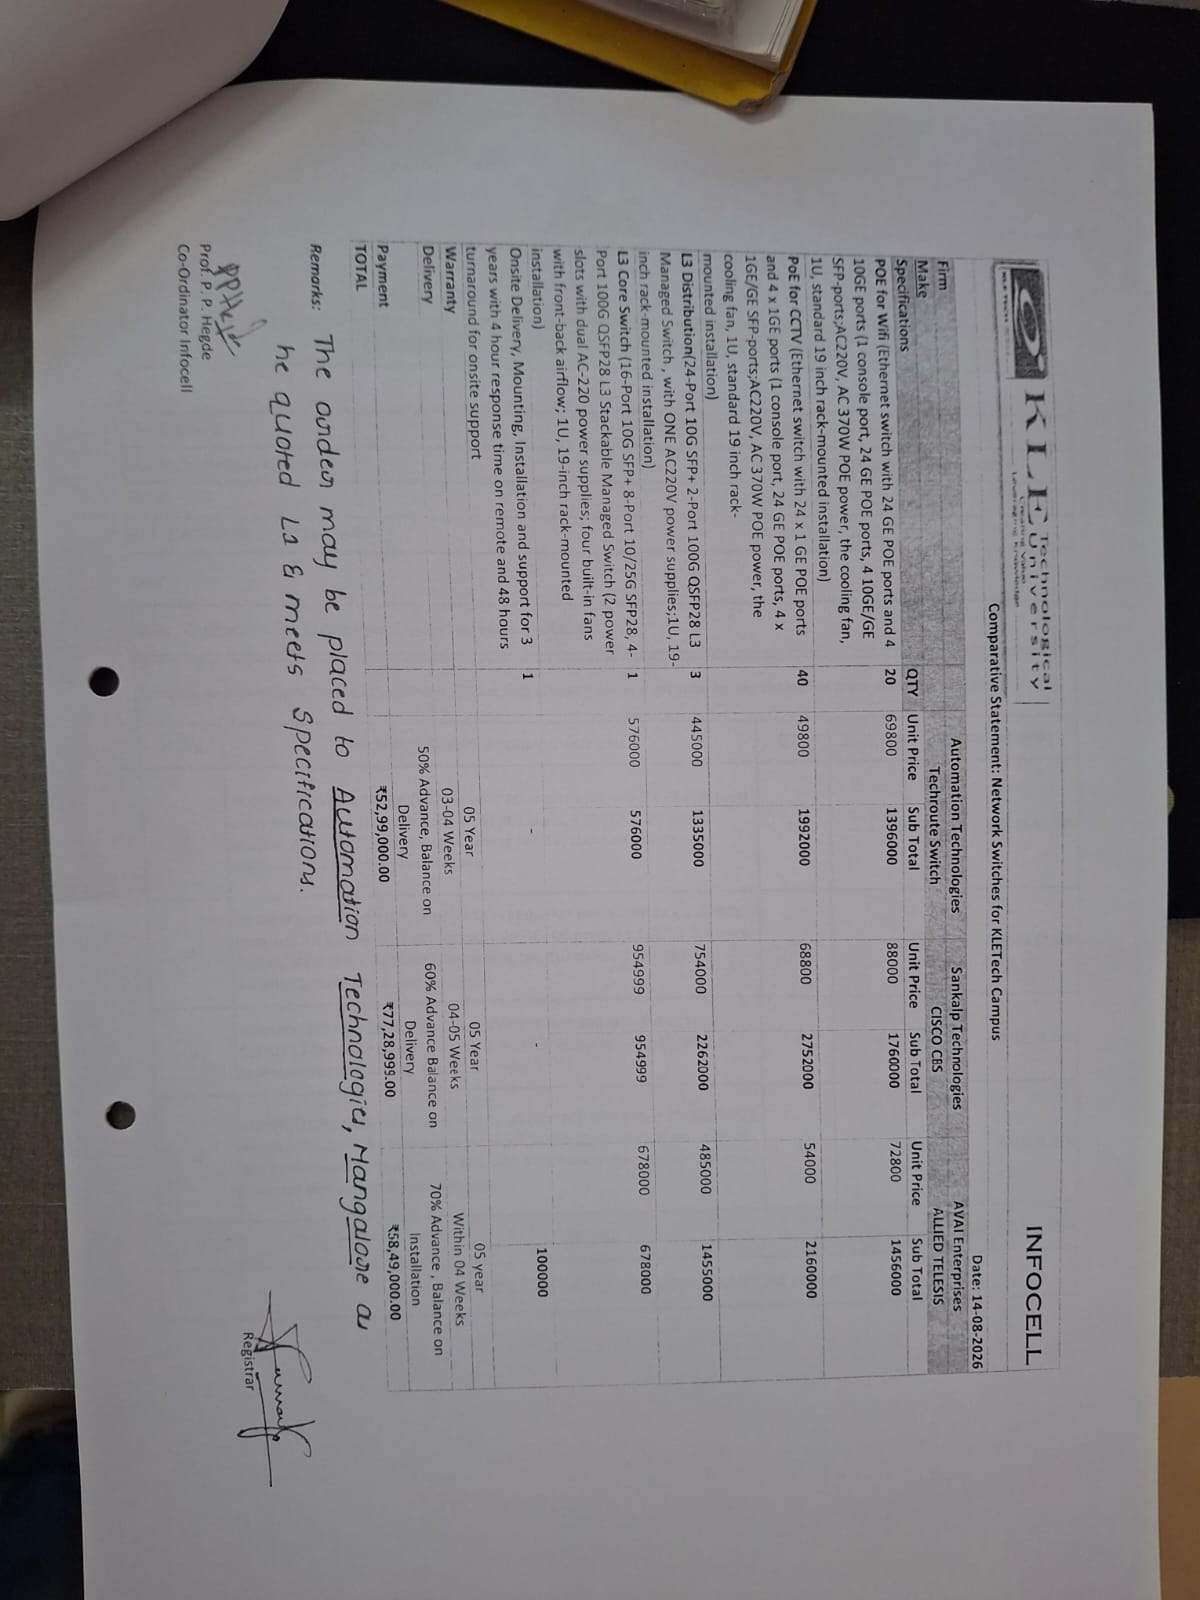 KLE Technological University
Creating Value
Leveraging Knowledge
KLE TECH
INFOCELL
Date: 14-08-2026
Comparative Statement: Network Switches for KLETech Campus
Firm Automation Technologies Sankalp Technologies AVAI Enterprises
Make Techroute Switch CISCO CBS ALLIED TELESIS
Specifications QTY Unit Price Sub Total Unit Price Sub Total Unit Price Sub Total
POE for Wifi (Ethernet switch with 24 GE POE ports and 4 20 69800 1396000 88000 1760000 72800 1456000
10GE ports (1 console port, 24 GE POE ports, 4 10GE/GE
SFP-ports;AC220V, AC 370W POE power, the cooling fan,
1U, standard 19 inch rack-mounted installation)
PoE for CCTV (Ethernet switch with 24 x 1 GE POE ports 40 49800 1992000 68800 2752000 54000 2160000
and 4 x 1GE ports (1 console port, 24 GE POE ports, 4 x
1GE/GE SFP-ports;AC220V, AC 370W POE power, the
cooling fan, 1U, standard 19 inch rack-
mounted installation)
L3 Distribution(24-Port 10G SFP+ 2-Port 100G QSFP28 L3 3 445000 1335000 754000 2262000 485000 1455000
Managed Switch , with ONE AC220V power supplies;1U, 19-
inch rack-mounted installation)
L3 Core Switch (16-Port 10G SFP+ 8-Port 10/25G SFP28, 4- 1 576000 576000 954999 954999 678000 678000
Port 100G QSFP28 L3 Stackable Managed Switch (2 power
slots with dual AC-220 power supplies; four built-in fans
with front-back airflow; 1U, 19-inch rack-mounted
installation)
Onsite Delivery, Mounting, Installation and support for 3 1 - - 100000
years with 4 hour response time on remote and 48 hours
turnaround for onsite support
Warranty 05 Year 05 Year 05 year
Delivery 03-04 Weeks 04-05 Weeks Within 04 Weeks
Payment 50% Advance, Balance on Delivery 60% Advance Balance on Delivery 70% Advance , Balance on Installation
TOTAL ₹52,99,000.00 ₹77,28,999.00 ₹58,49,000.00
Remarks: The order may be placed to Automation Technologies, Mangalore as
he quoted L1 & meets specifications.
PPHegde
Prof. P. P. Hegde
Co-Ordinator Infocell
Registrar